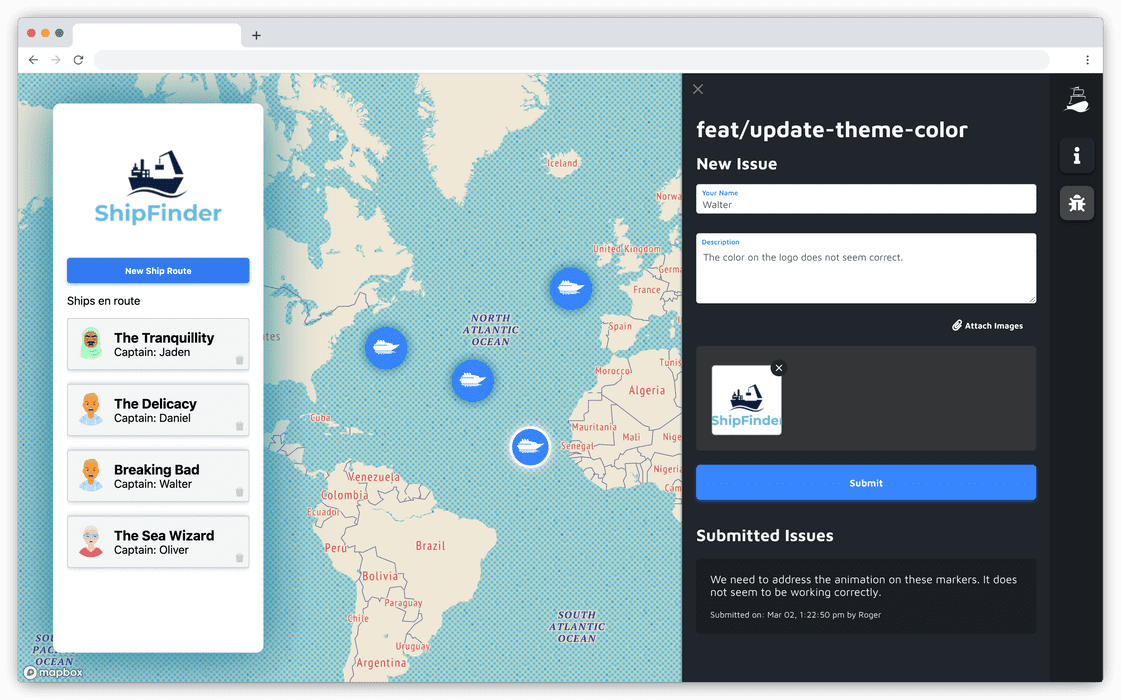 ShipFinder
New Ship Route
Ships en route
The Tranquillity
Captain: Jaden
The Delicacy
Captain: Daniel
Breaking Bad
Captain: Walter
The Sea Wizard
Captain: Oliver
Iceland
Norwa
United Kingdom
Germa
France
Spain
tes
NORTH
ATLANTIC
OCEAN
Morocco
Tunis
Algeria
Cuba
Mauritania
Mali
Nige
Senegal
Nigeria
Cam
Venezuela
Colombia
Ecuador
Peru
Brazil
Bolivia
Paraguay
Chile
Uruguay
Argentina
SOUTH
ATLANTIC
OCEAN
SOU
PAC
OCEAN
mapbox
feat/update-theme-color
New Issue
Your Name
Walter
Description
The color on the logo does not seem correct.
Attach Images
ShipFinder
Submit
Submitted Issues
We need to address the animation on these markers. It does
not seem to be working correctly.
Submitted on: Mar 02, 1:22:50 pm by Roger